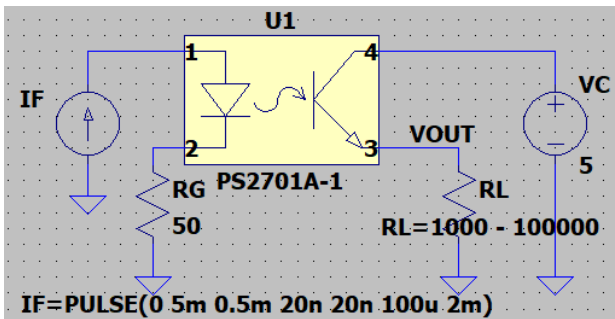 U1
1
4
IF
VC
2
3
VOUT
PS2701A-1
RG
RL
5
50
RL=1000 - 100000
IF=PULSE(0 5m 0.5m 20n 20n 100u 2m)